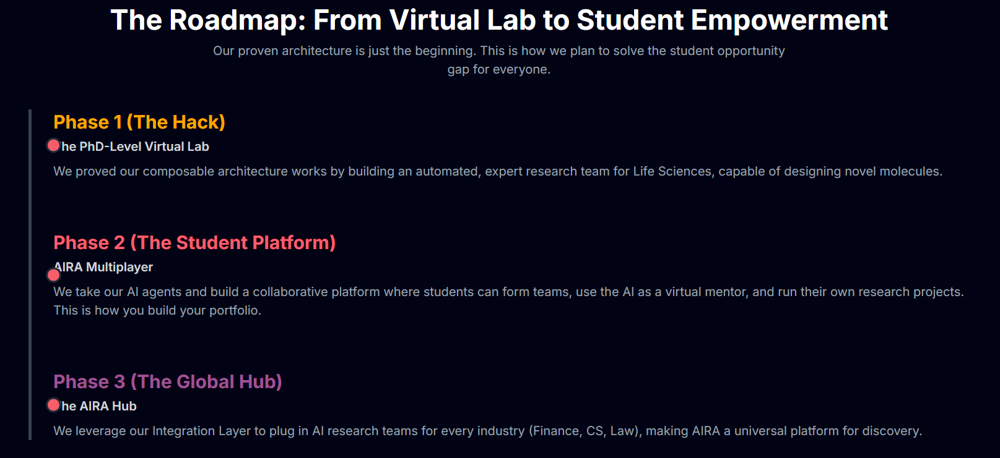 The Roadmap: From Virtual Lab to Student Empowerment
Our proven architecture is just the beginning. This is how we plan to solve the student opportunity
gap for everyone.
Phase 1 (The Hack)
he PhD-Level Virtual Lab
We proved our composable architecture works by building an automated, expert research team for Life Sciences, capable of designing novel molecules.
Phase 2 (The Student Platform)
AIRA Multiplayer
We take our AI agents and build a collaborative platform where students can form teams, use the AI as a virtual mentor, and run their own research projects.
This is how you build your portfolio.
Phase 3 (The Global Hub)
he AIRA Hub
We leverage our Integration Layer to plug in AI research teams for every industry (Finance, CS, Law), making AIRA a universal platform for discovery.